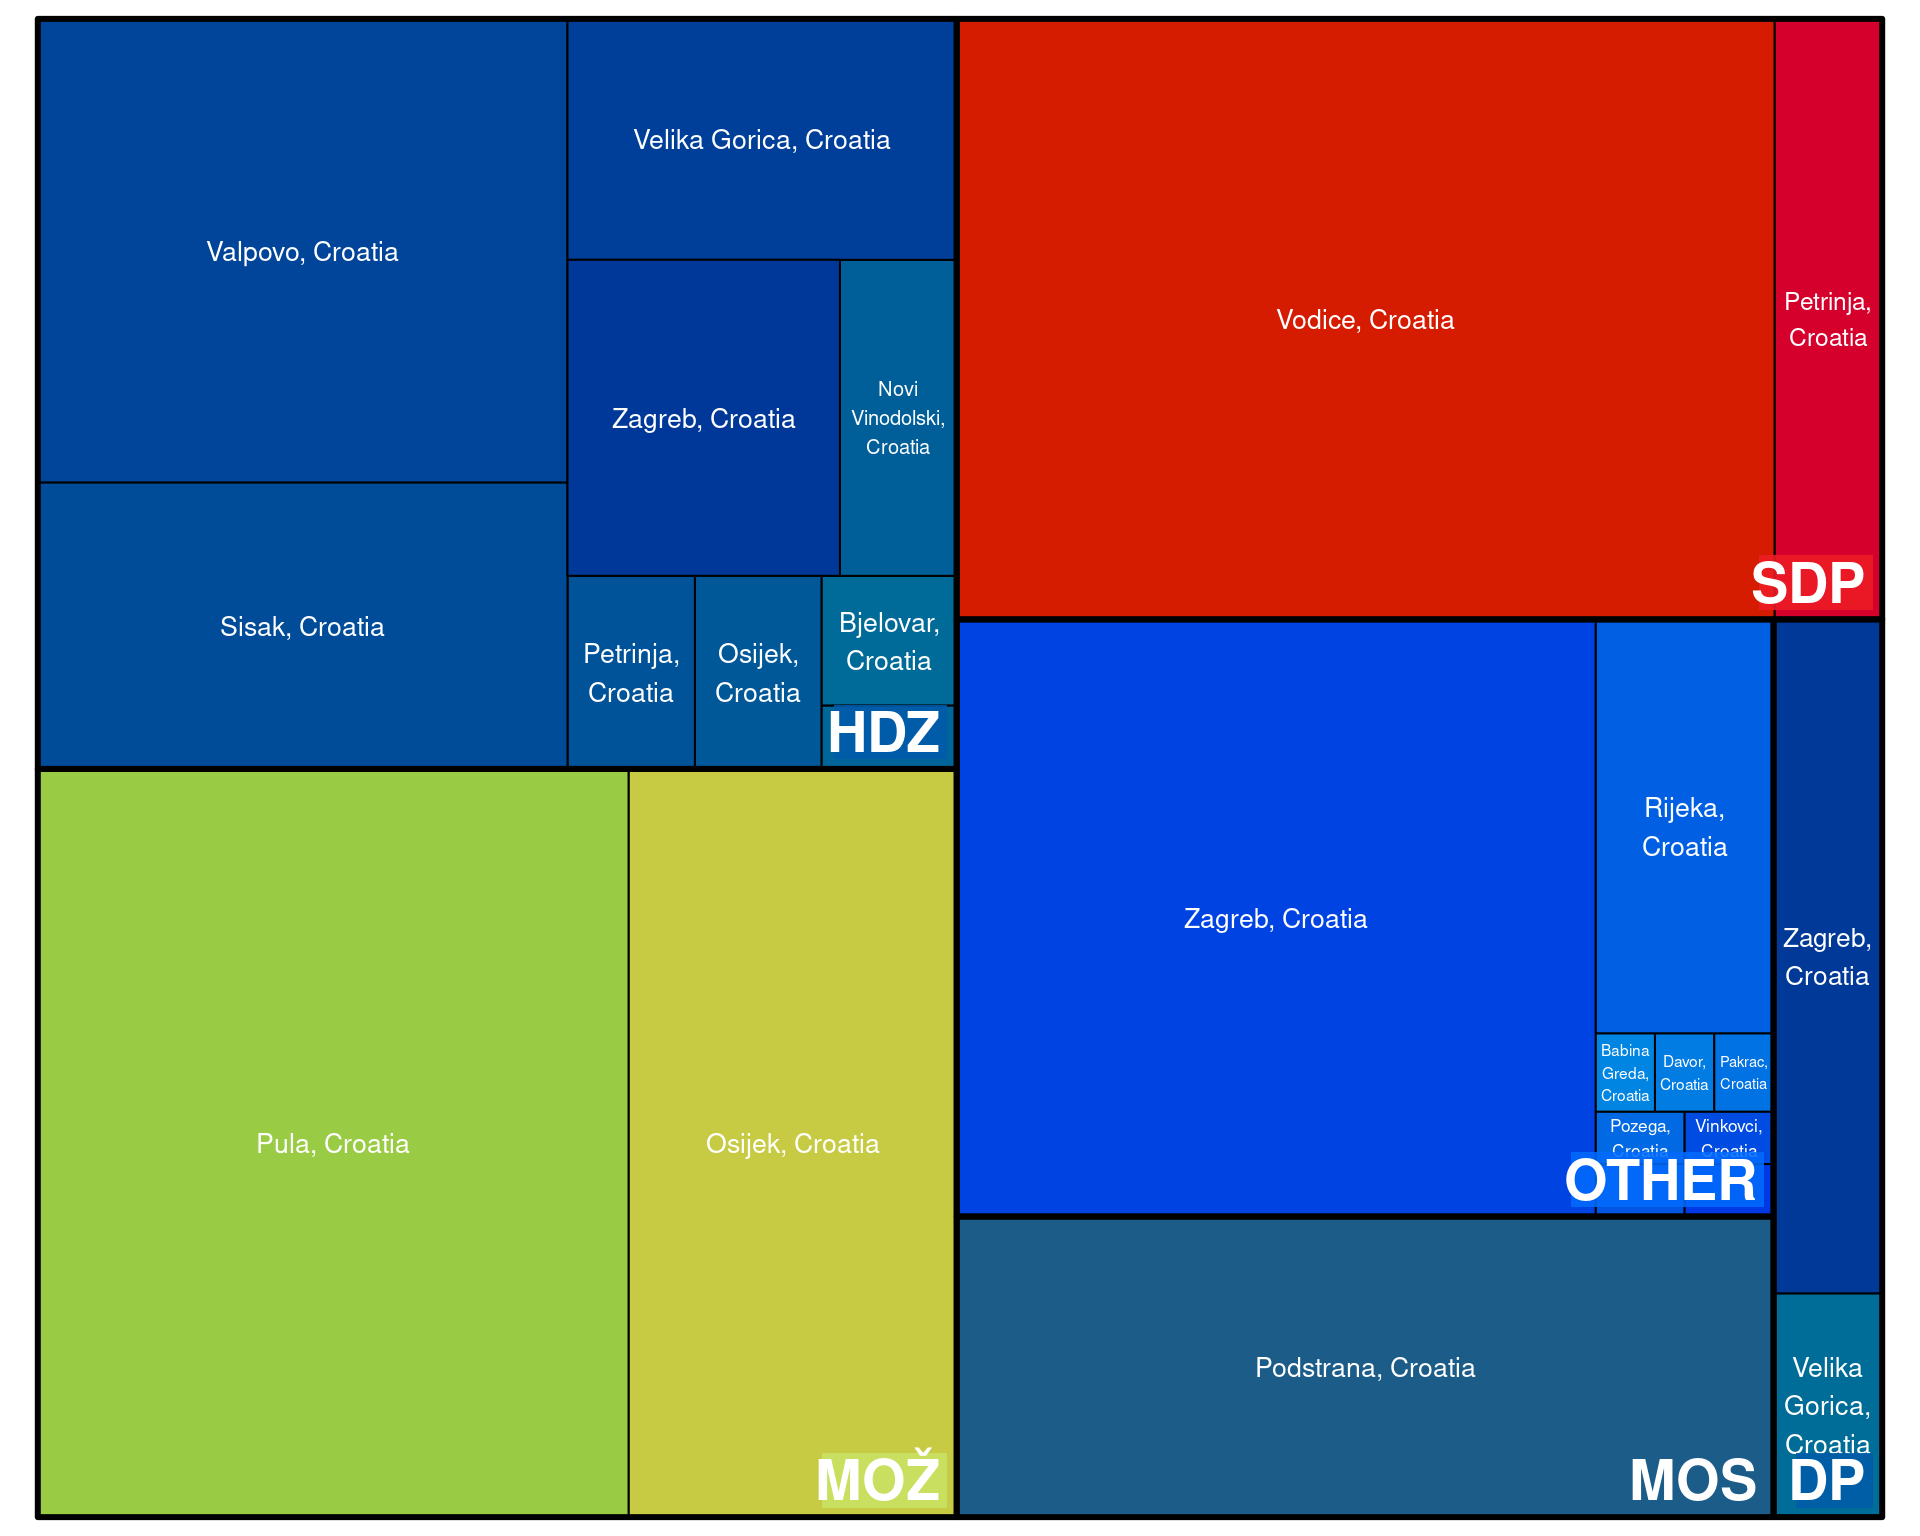 Valpovo, Croatia
Velika Gorica, Croatia
Zagreb, Croatia
Novi
Vinodolski,
Croatia
Sisak, Croatia
Petrinja,
Croatia
Osijek,
Croatia
Bjelovar,
Croatia
HDZ
Pula, Croatia
Osijek, Croatia
MOŽ
Vodice, Croatia
Petrinja,
Croatia
SDP
Zagreb, Croatia
Rijeka,
Croatia
Babina
Greda,
Croatia
Davor,
Croatia
Pakrac,
Croatia
Pozega,
Croatia
Vinkovci,
Croatia
OTHER
Podstrana, Croatia
MOS
Zagreb,
Croatia
Velika
Gorica,
Croatia
DP